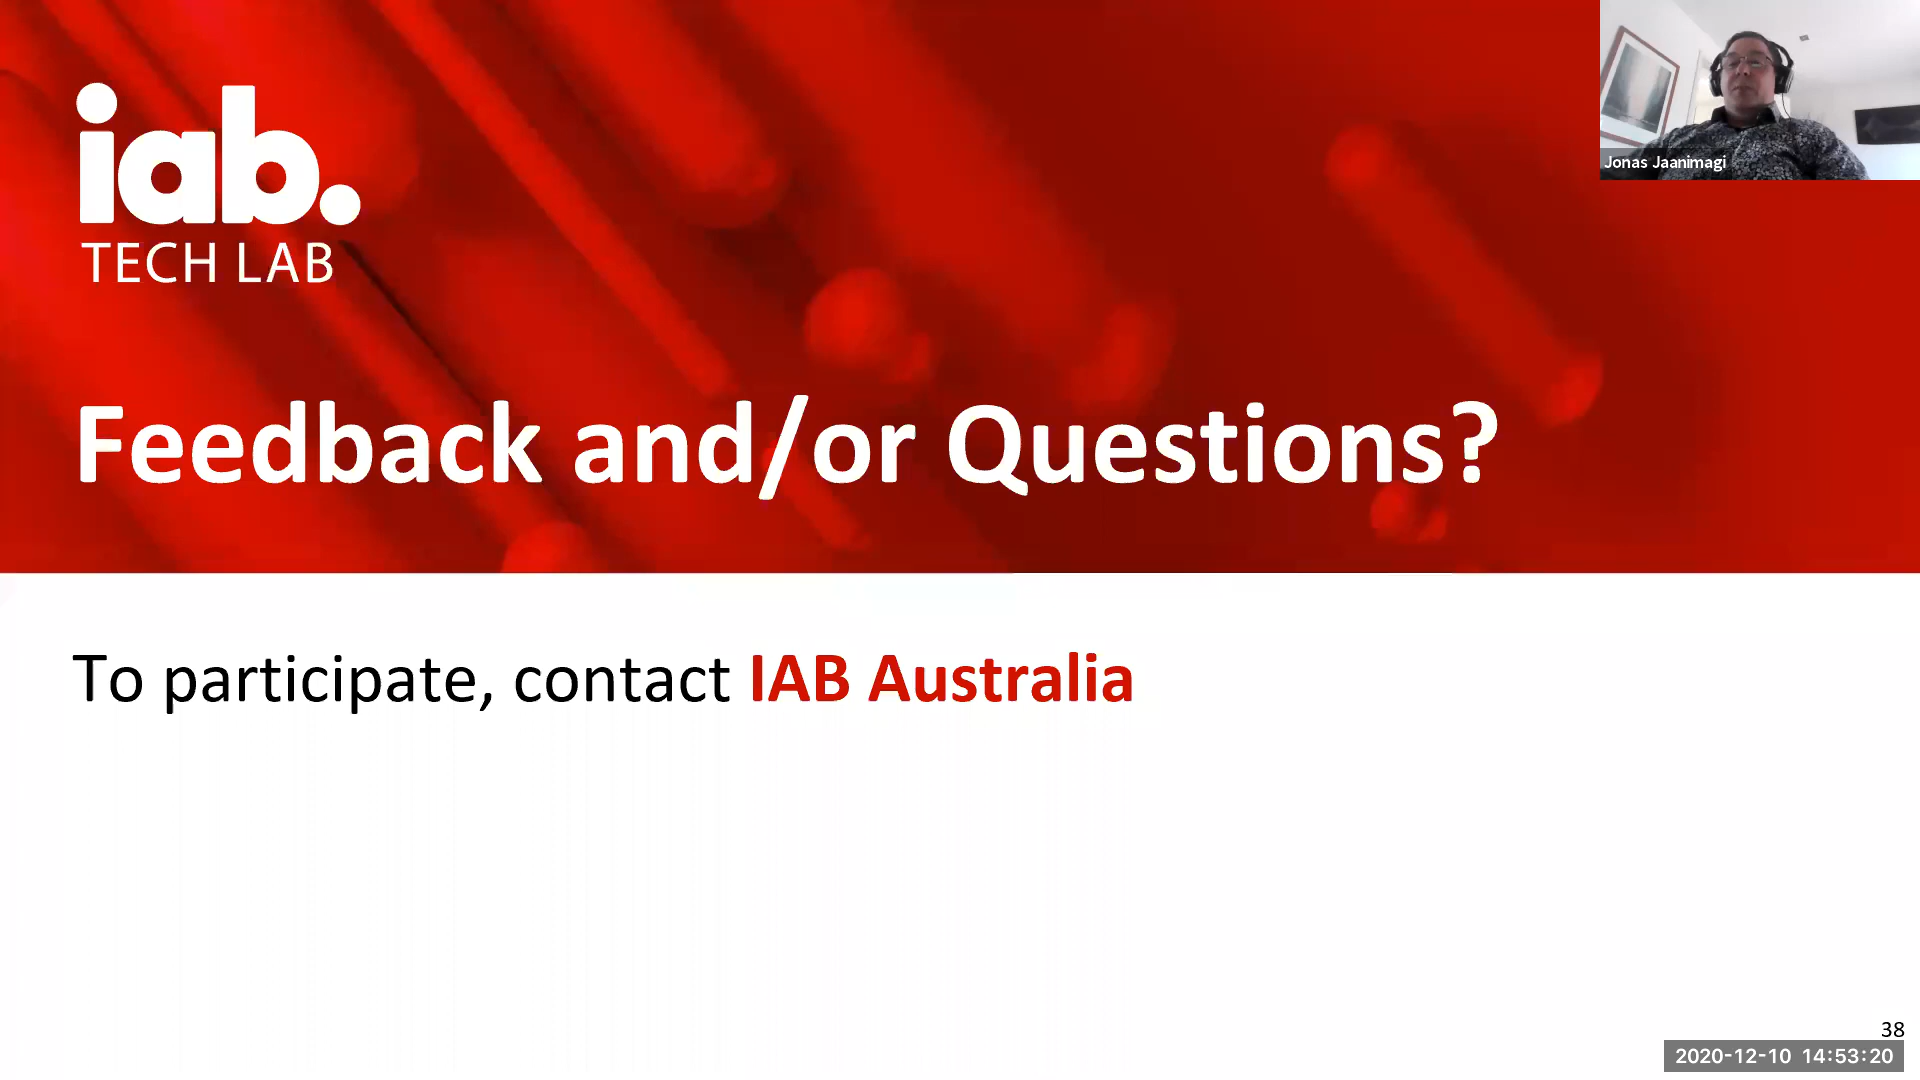 iab.
TECH LAB
Jonas Jaanimagi
Feedback and/or Questions?
To participate, contact IAB Australia
38
2020-12-10 14:53:20